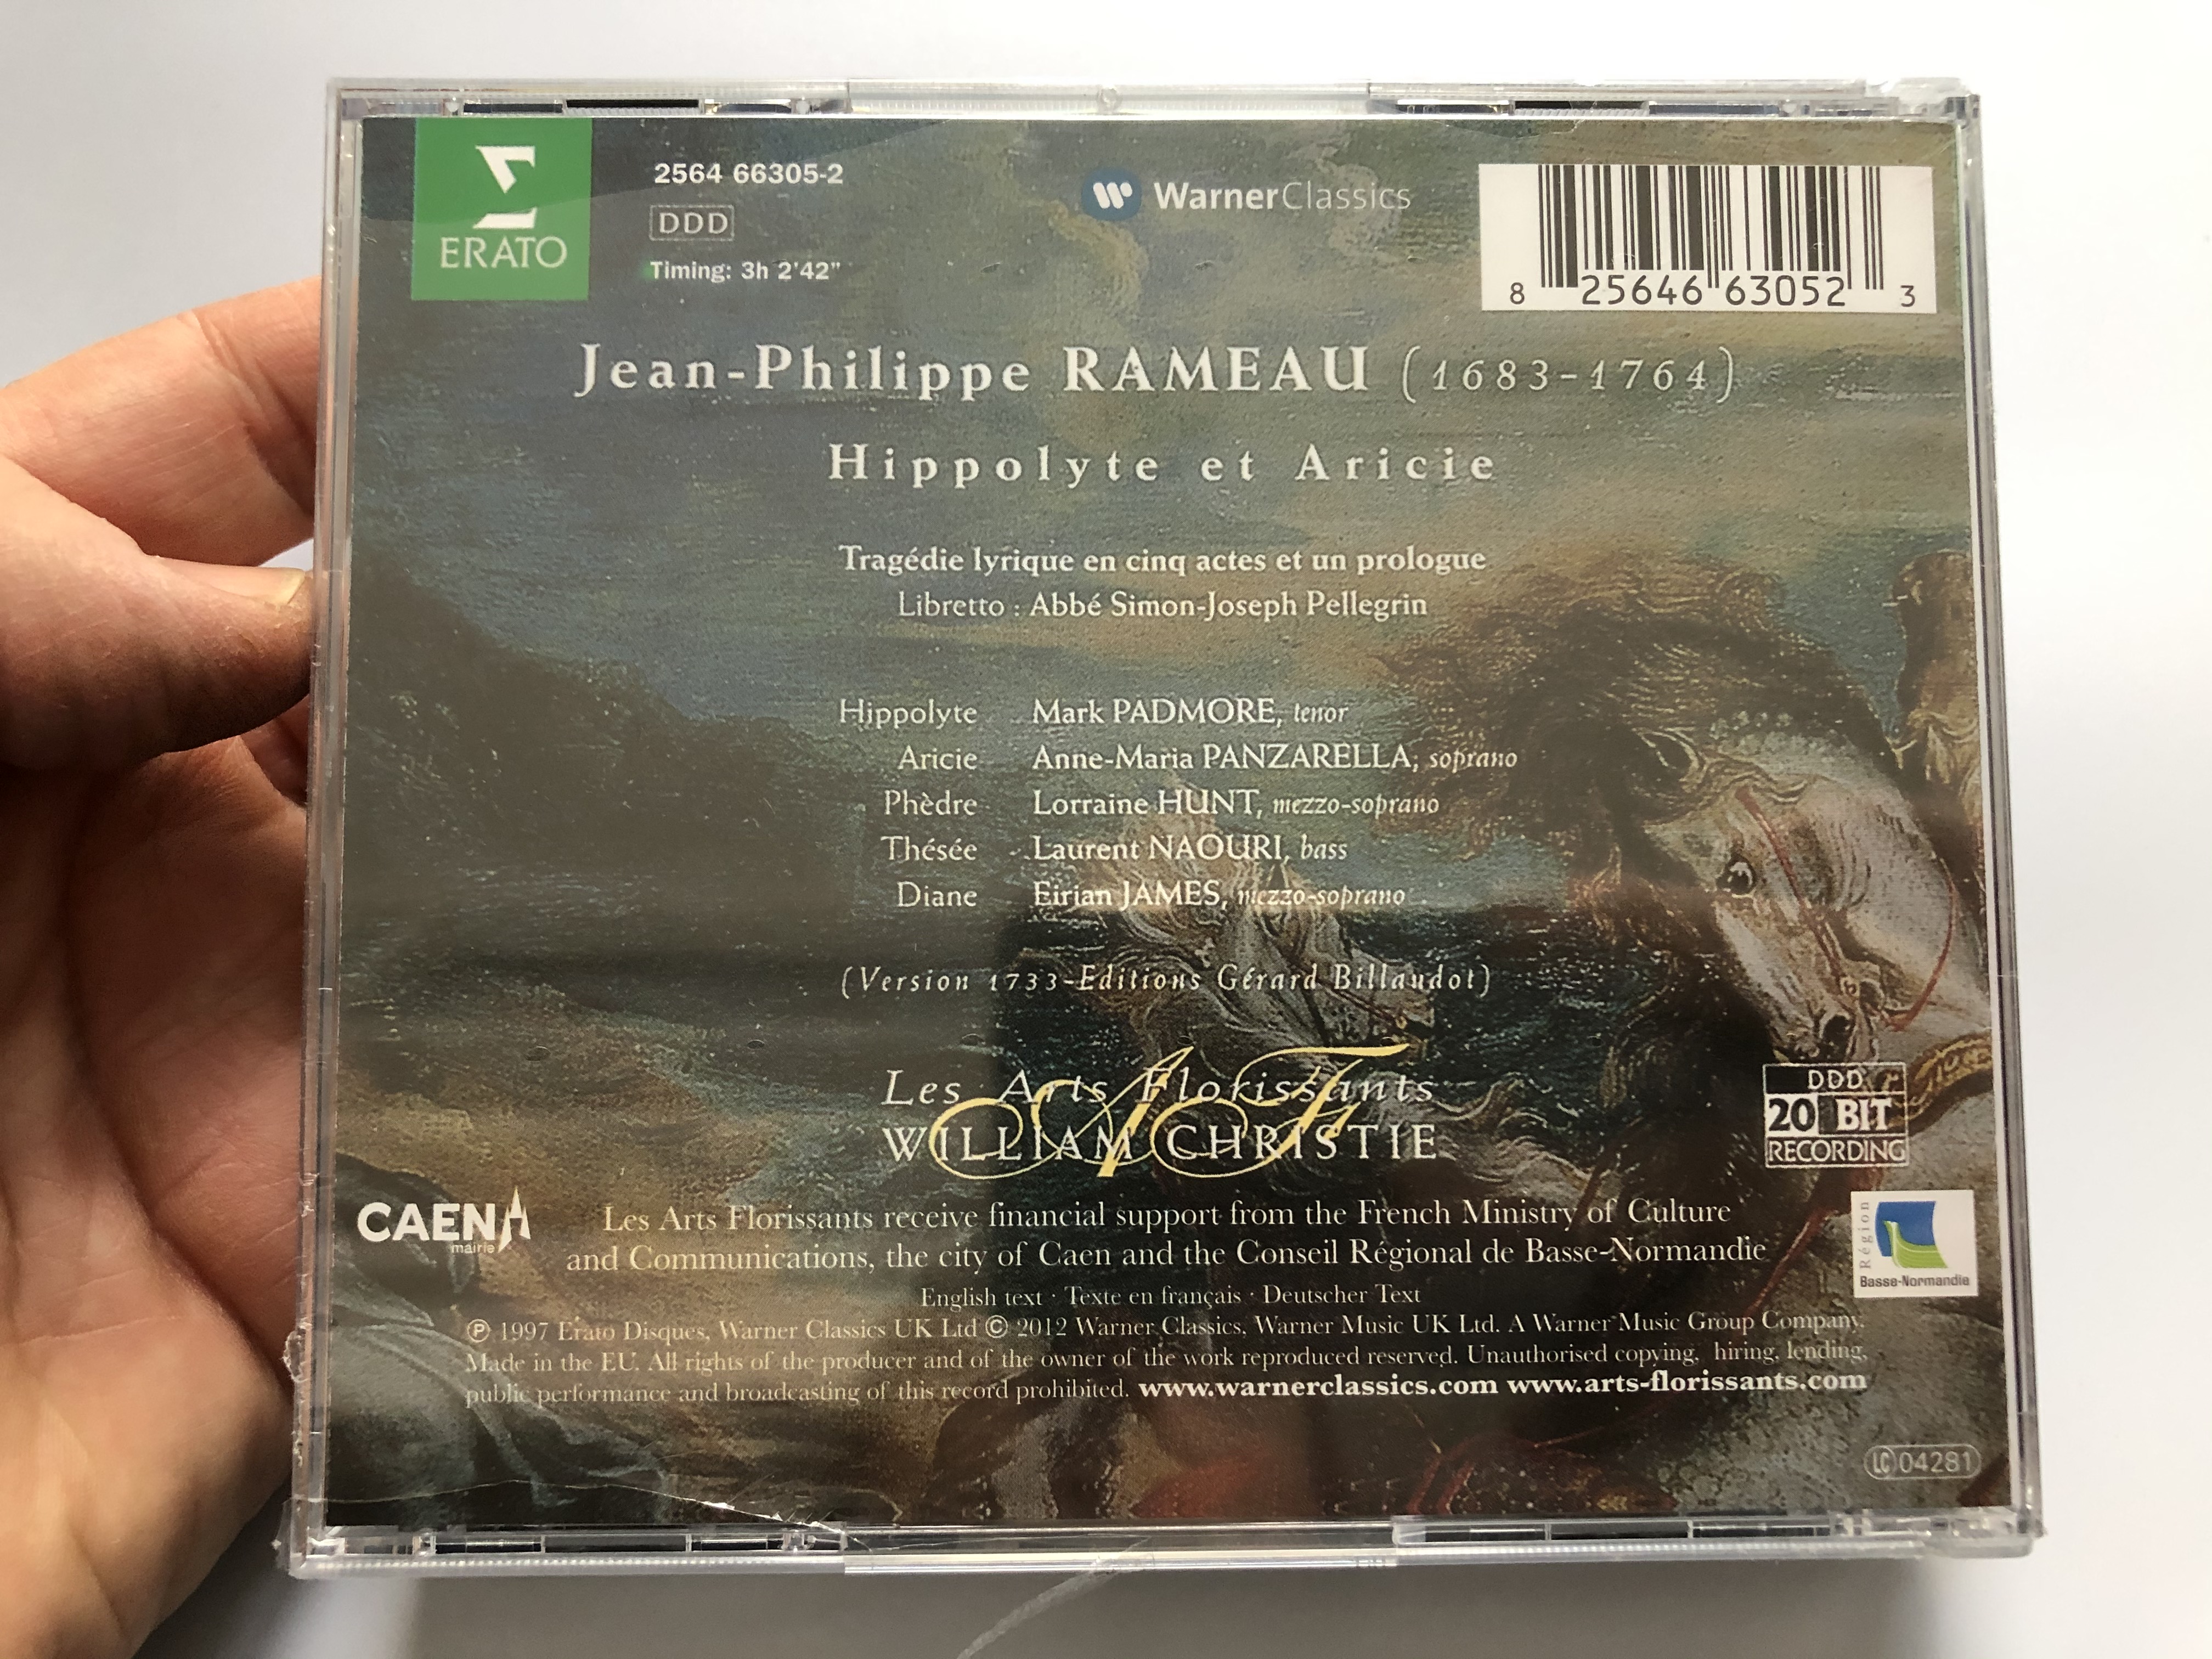 ERATO
2564 66305-2
DDD
Timing: 3h 2'42"
WarnerClassics
8 25646 63052 3
Jean-Philippe RAMEAU (1683-1764)
Hippolyte et Aricie
Tragédie lyrique en cinq actes et un prologue
Libretto : Abbé Simon-Joseph Pellegrin
Hippolyte Mark PADMORE, tenor
Aricie Anne-Maria PANZARELLA, soprano
Phèdre Lorraine HUNT, mezzo-soprano
Thésée Laurent NAOURI, bass
Diane Eirian JAMES, mezzo-soprano
(Version 1733-Editions Gérard Billaudot)
Les Arts Florissants
WILLIAM CHRISTIE
DDD
20 BIT
RECORDING
CAEN
mairie
Les Arts Florissants receive financial support from the French Ministry of Culture
and Communications, the city of Caen and the Conseil Régional de Basse-Normandie
Région
Basse-Normandie
English text · Texte en français · Deutscher Text
℗ 1997 Erato Disques, Warner Classics UK Ltd © 2012 Warner Classics, Warner Music UK Ltd. A Warner Music Group Company.
Made in the EU. All rights of the producer and of the owner of the work reproduced reserved. Unauthorised copying, hiring, lending,
public performance and broadcasting of this record prohibited. www.warnerclassics.com www.arts-florissants.com
LC 04281